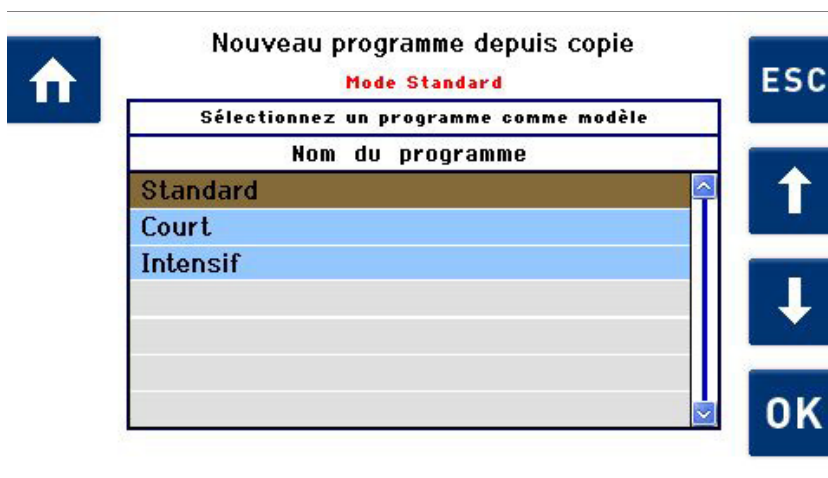 Nouveau programme depuis copie
Mode Standard
ESC
Sélectionnez un programme comme modèle
Nom du programme
Standard
Court
Intensif
OK